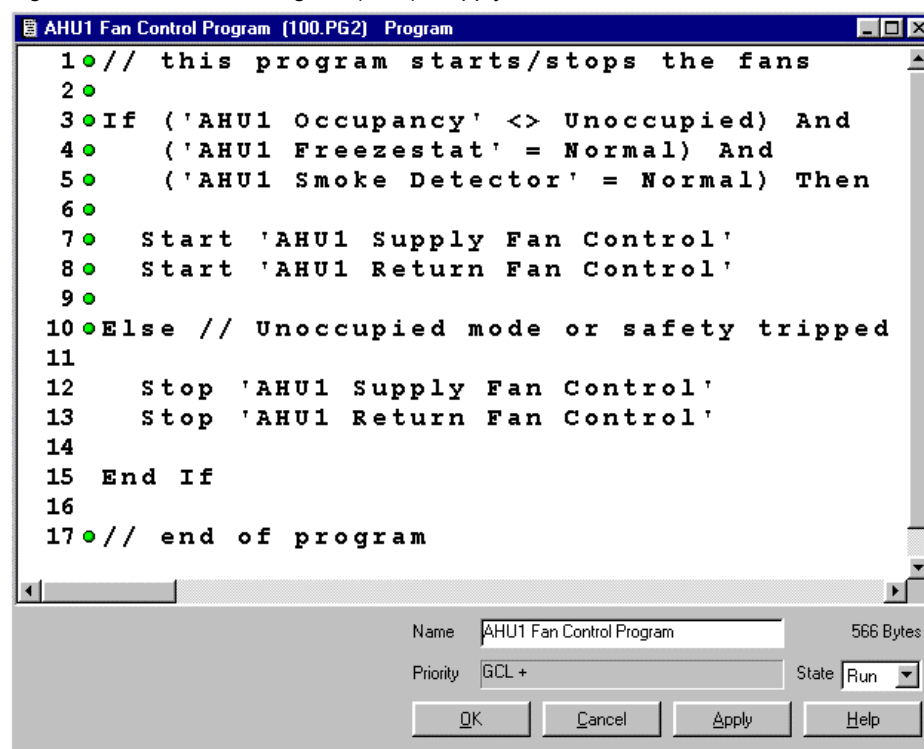 AHU1 Fan Control Program (100.PG2) Program
1 // this program starts/stops the fans
2
3 If ('AHU1 Occupancy' <> Unoccupied) And
4 ('AHU1 Freezestat' = Normal) And
5 ('AHU1 Smoke Detector' = Normal) Then
6
7 Start 'AHU1 Supply Fan Control'
8 Start 'AHU1 Return Fan Control'
9
10 Else // Unoccupied mode or safety tripped
11
12 Stop 'AHU1 Supply Fan Control'
13 Stop 'AHU1 Return Fan Control'
14
15 End If
16
17 // end of program
Name AHU1 Fan Control Program 566 Bytes
Priority GCL + State Run
OK Cancel Apply Help